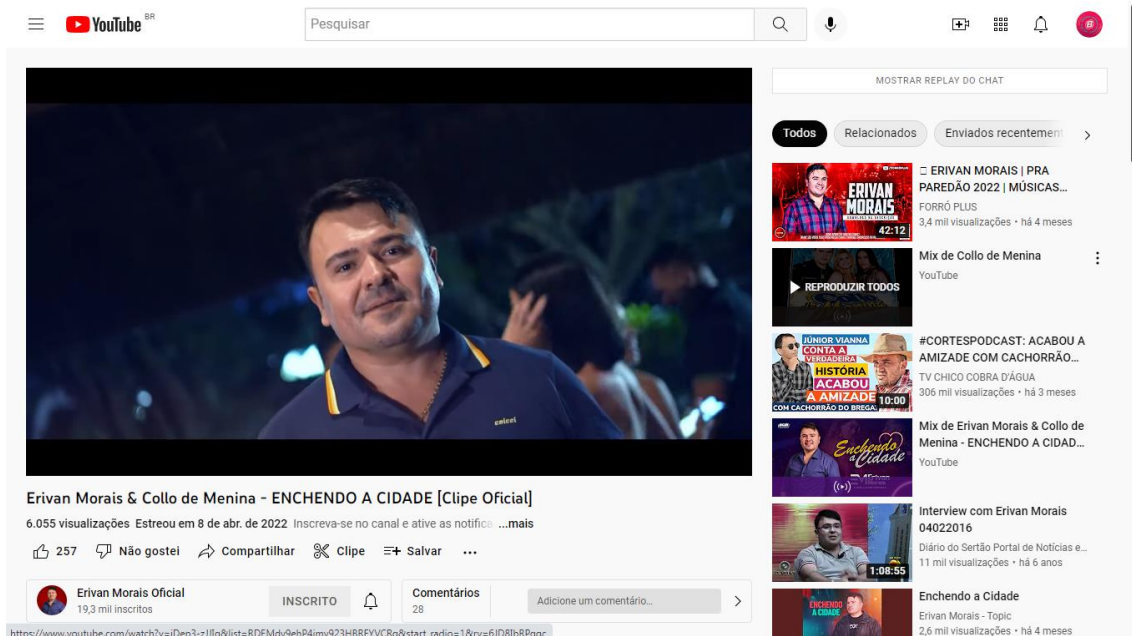 YouTube BR
Pesquisar
colcci
Erivan Morais & Collo de Menina - ENCHENDO A CIDADE [Clipe Oficial]
6.055 visualizações Estreou em 8 de abr. de 2022 Inscreva-se no canal e ative as notifica ...mais
257 Não gostei Compartilhar Clipe Salvar ...
Erivan Morais Oficial
19,3 mil inscritos
INSCRITO
Comentários
28
Adicione um comentário...
MOSTRAR REPLAY DO CHAT
Todos Relacionados Enviados recentement
ERIVAN
MORAIS
42:12
ERIVAN MORAIS | PRA
PAREDÃO 2022 | MÚSICAS...
FORRÓ PLUS
3,4 mil visualizações • há 4 meses
REPRODUZIR TODOS
Mix de Collo de Menina
YouTube
JÚNIOR VIANNA
CONTA A
VERDADEIRA
HISTÓRIA
ACABOU
A AMIZADE
COM CACHORRÃO DO BREGA
10:00
#CORTESPODCAST: ACABOU A
AMIZADE COM CACHORRÃO...
TV CHICO COBRA D'ÁGUA
306 mil visualizações • há 3 meses
Enchendo
a Cidade
Mix de Erivan Morais & Collo de
Menina - ENCHENDO A CIDAD...
YouTube
1:08:55
Interview com Erivan Morais
04022016
Diário do Sertão Portal de Notícias e...
11 mil visualizações • há 6 anos
ENCHENDO
A CIDADE
Enchendo a Cidade
Erivan Morais - Topic
2,6 mil visualizações • há 4 meses